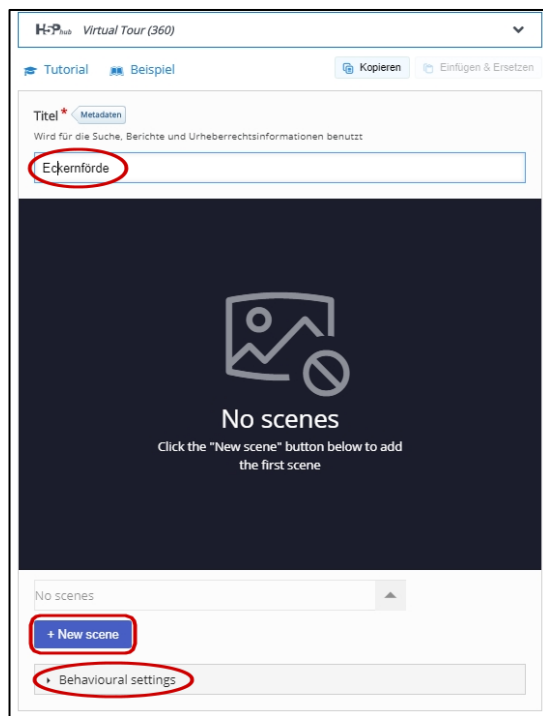 H5P hub Virtual Tour (360)
Tutorial Beispiel Kopieren Einfügen & Ersetzen
Titel * Metadaten
Wird für die Suche, Berichte und Urheberrechtsinformationen benutzt
Eckernförde
No scenes
Click the "New scene" button below to add
the first scene
No scenes
+ New scene
Behavioural settings